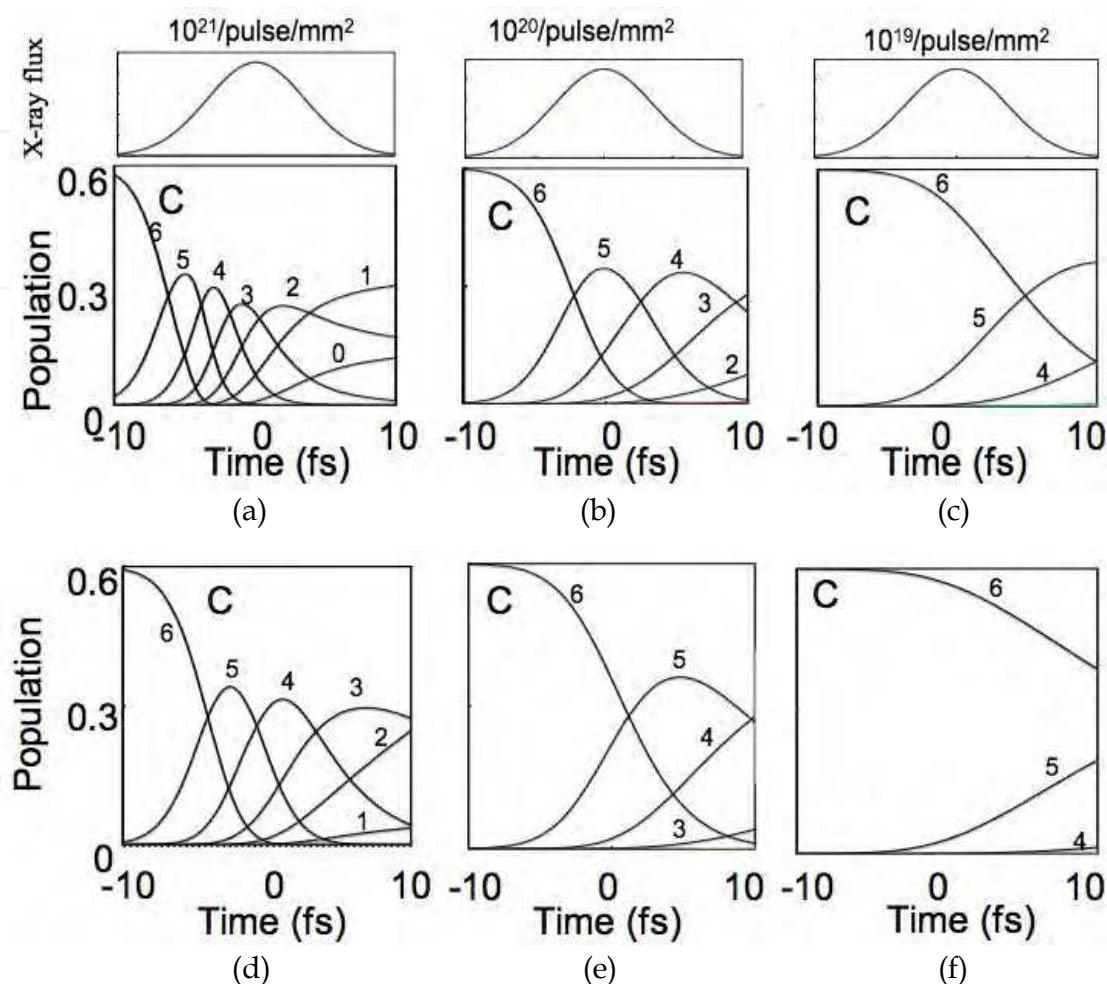 10²¹/pulse/mm² 10²⁰/pulse/mm² 10¹⁹/pulse/mm²
X-ray flux
0.6 C 6 C 6 C
6 5 4 3 2 1 5 4 5
0.3 3
Population 0 2 4
0
-10 0 10 -10 0 10 -10 0 10
Time (fs) Time (fs) Time (fs)
(a) (b) (c)
0.6 C C 6 C 6
6 5 4 3 5
0.3 2 4 5
Population 1 3 4
0
-10 0 10 -10 0 10 -10 0 10
Time (fs) Time (fs) Time (fs)
(d) (e) (f)